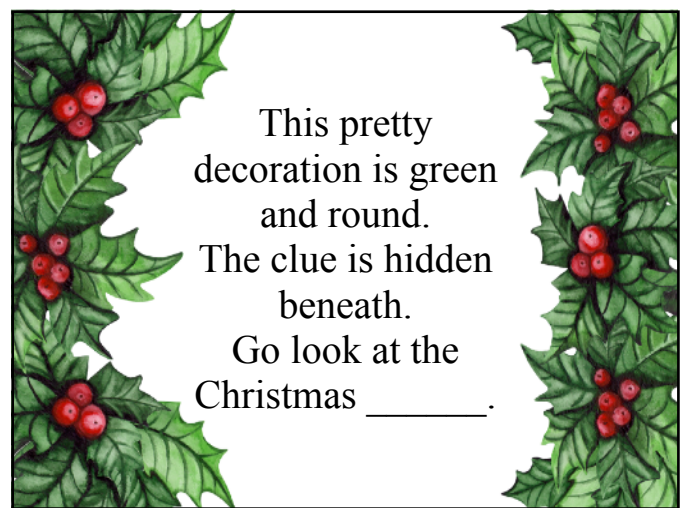 This pretty
decoration is green
and round.
The clue is hidden
beneath.
Go look at the
Christmas ______.